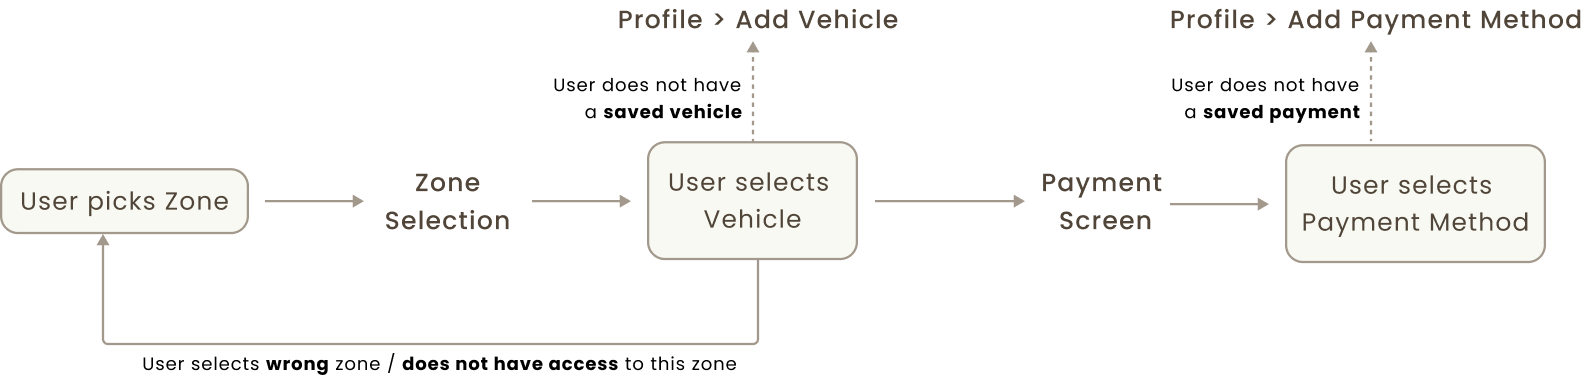 Profile > Add Vehicle
Profile > Add Payment Method
User does not have
a saved vehicle
User does not have
a saved payment
User picks Zone
Zone
Selection
User selects
Vehicle
Payment
Screen
User selects
Payment Method
User selects wrong zone / does not have access to this zone